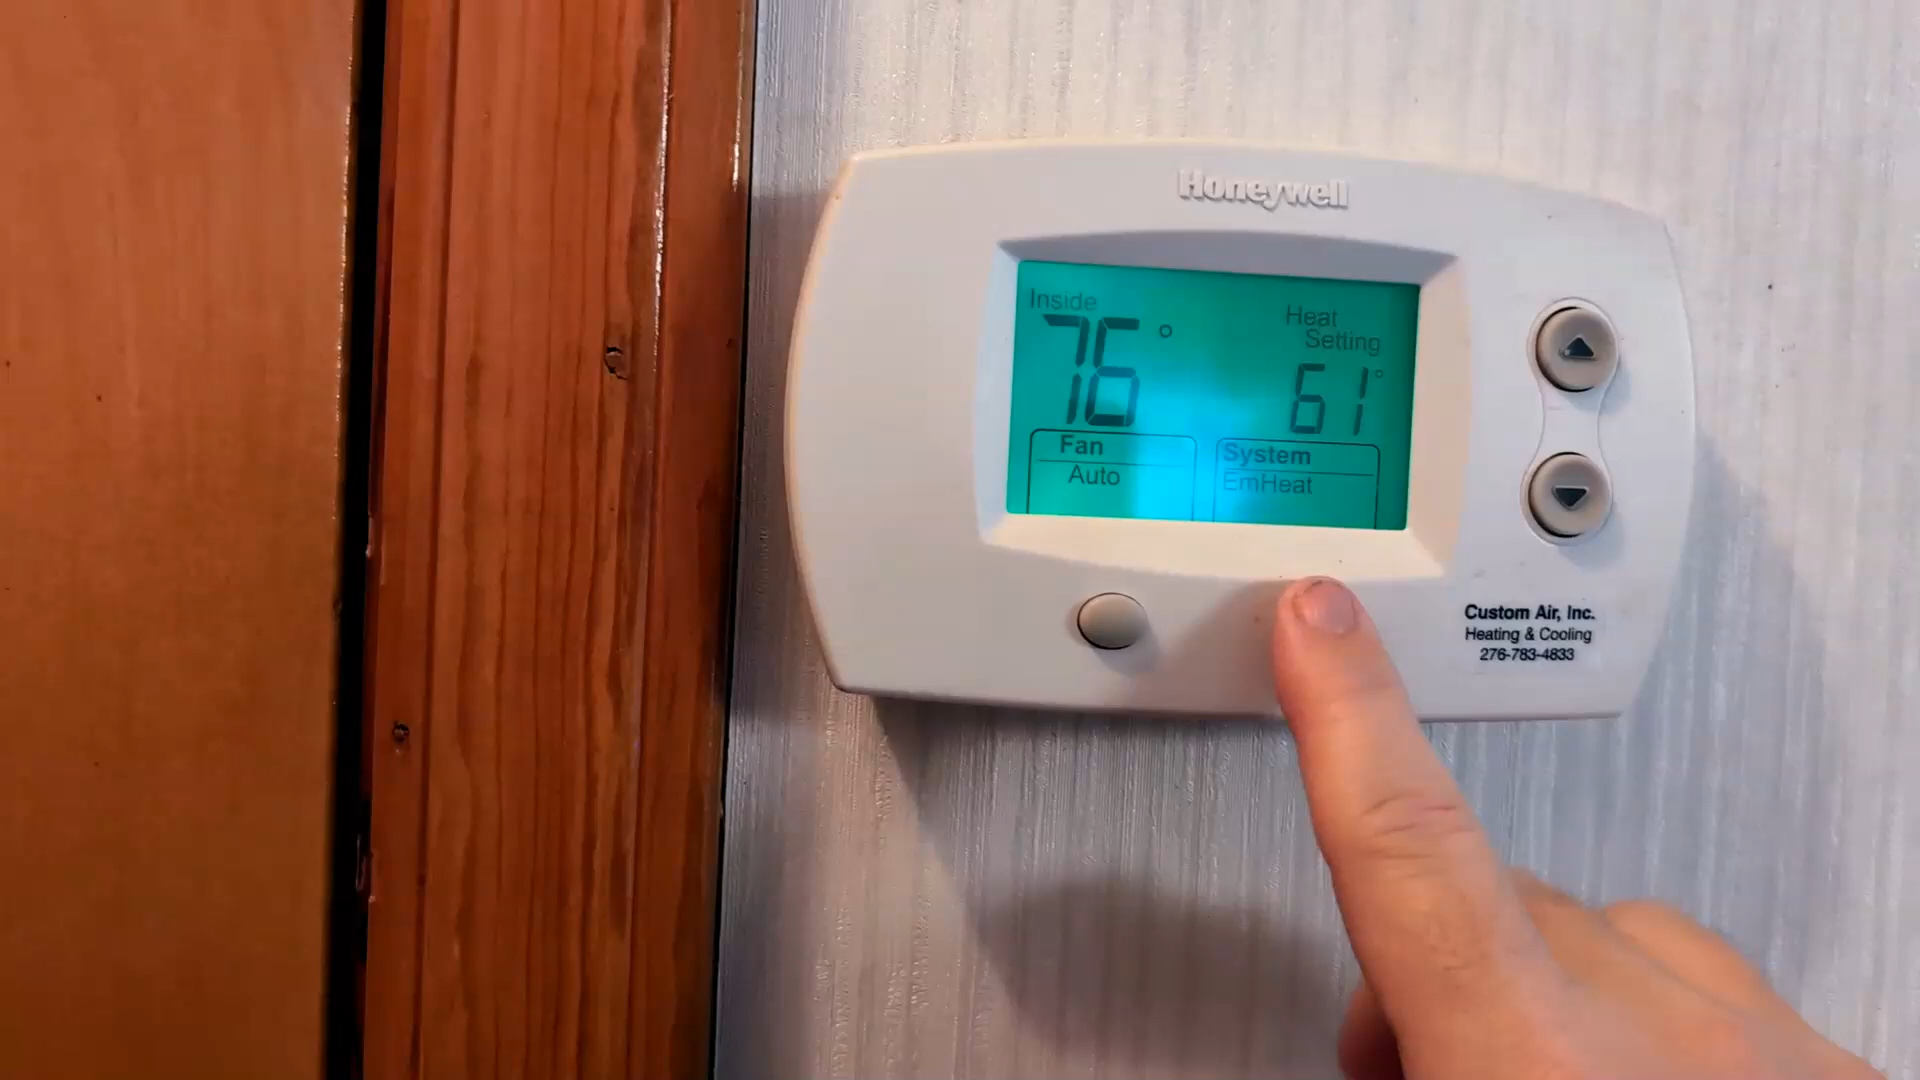 Honeywell
Inside
76°
Heat
Setting
61°
Fan
Auto
System
EmHeat
Custom Air, Inc.
Heating & Cooling
276-783-4833